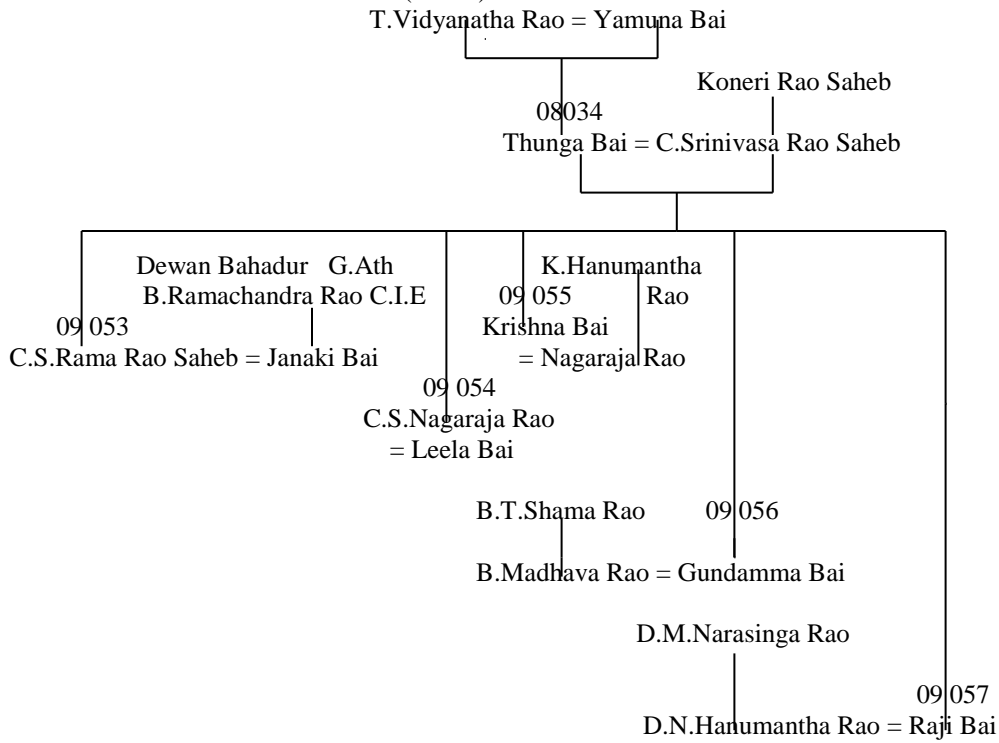 T.Vidyanatha Rao = Yamuna Bai
Koneri Rao Saheb
08034
Thunga Bai = C.Srinivasa Rao Saheb
Dewan Bahadur G.Ath
B.Ramachandra Rao C.I.E
K.Hanumantha
Rao
09 053
C.S.Rama Rao Saheb = Janaki Bai
09 055
Krishna Bai
= Nagaraja Rao
09 054
C.S.Nagaraja Rao
= Leela Bai
B.T.Shama Rao
09 056
B.Madhava Rao = Gundamma Bai
D.M.Narasinga Rao
09 057
D.N.Hanumantha Rao = Raji Bai